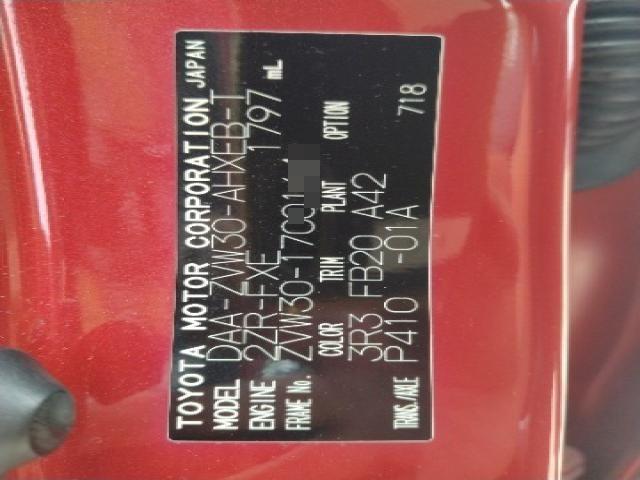 TOYOTA MOTOR CORPORATION JAPAN
MODEL DAA-ZVW30-AHXEB-T
ENGINE 2ZR-FXE 1797 mL
FRAME No. ZVW30-1700
COLOR TRIM PLANT OPTION
3R3 FB20 A42
TRANS./AXLE P410 -01A 718